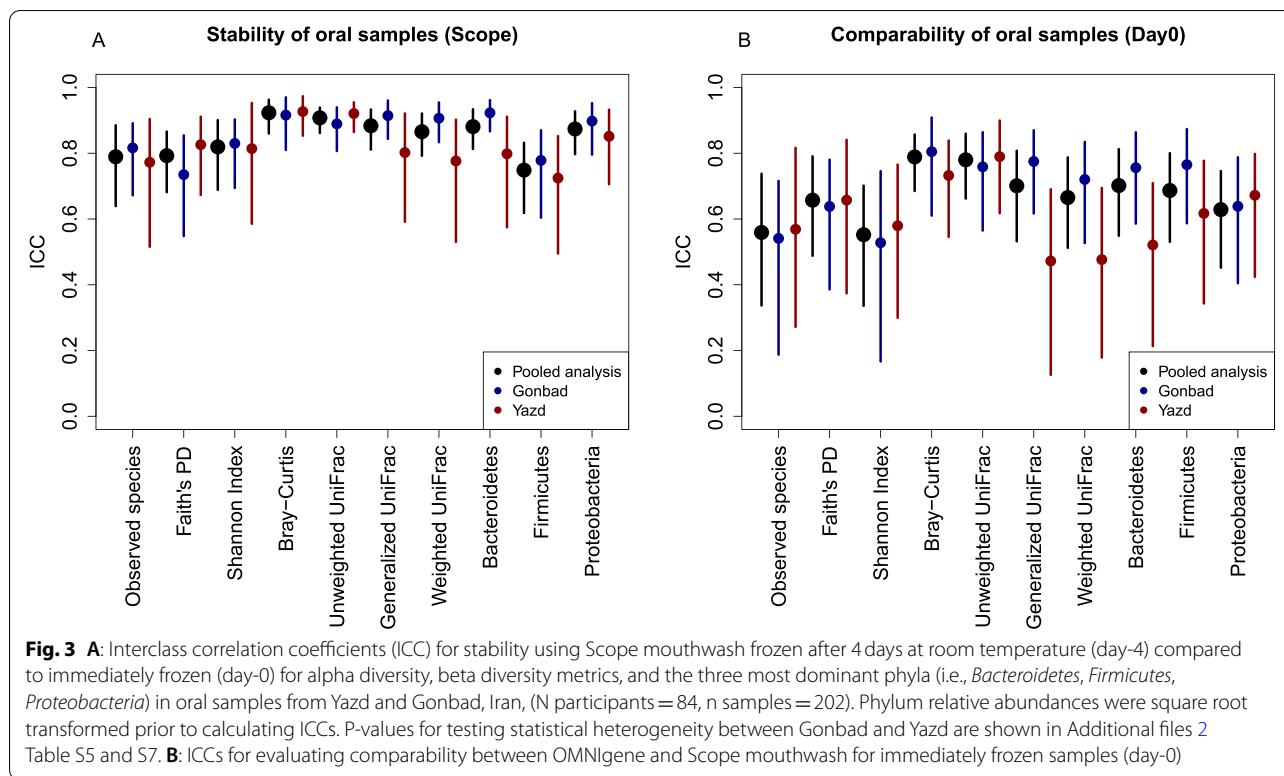 A
Stability of oral samples (Scope)
ICC
1.0
0.8
0.6
0.4
0.2
0.0
Pooled analysis
Gonbad
Yazd
Observed species
Faith's PD
Shannon Index
Bray−Curtis
Unweighted UniFrac
Generalized UniFrac
Weighted UniFrac
Bacteroidetes
Firmicutes
Proteobacteria
B
Comparability of oral samples (Day0)
ICC
1.0
0.8
0.6
0.4
0.2
0.0
Pooled analysis
Gonbad
Yazd
Observed species
Faith's PD
Shannon Index
Bray−Curtis
Unweighted UniFrac
Generalized UniFrac
Weighted UniFrac
Bacteroidetes
Firmicutes
Proteobacteria
Fig. 3 A: Interclass correlation coefficients (ICC) for stability using Scope mouthwash frozen after 4 days at room temperature (day-4) compared
to immediately frozen (day-0) for alpha diversity, beta diversity metrics, and the three most dominant phyla (i.e., Bacteroidetes, Firmicutes,
Proteobacteria) in oral samples from Yazd and Gonbad, Iran, (N participants = 84, n samples = 202). Phylum relative abundances were square root
transformed prior to calculating ICCs. P-values for testing statistical heterogeneity between Gonbad and Yazd are shown in Additional files 2
Table S5 and S7. B: ICCs for evaluating comparability between OMNIgene and Scope mouthwash for immediately frozen samples (day-0)